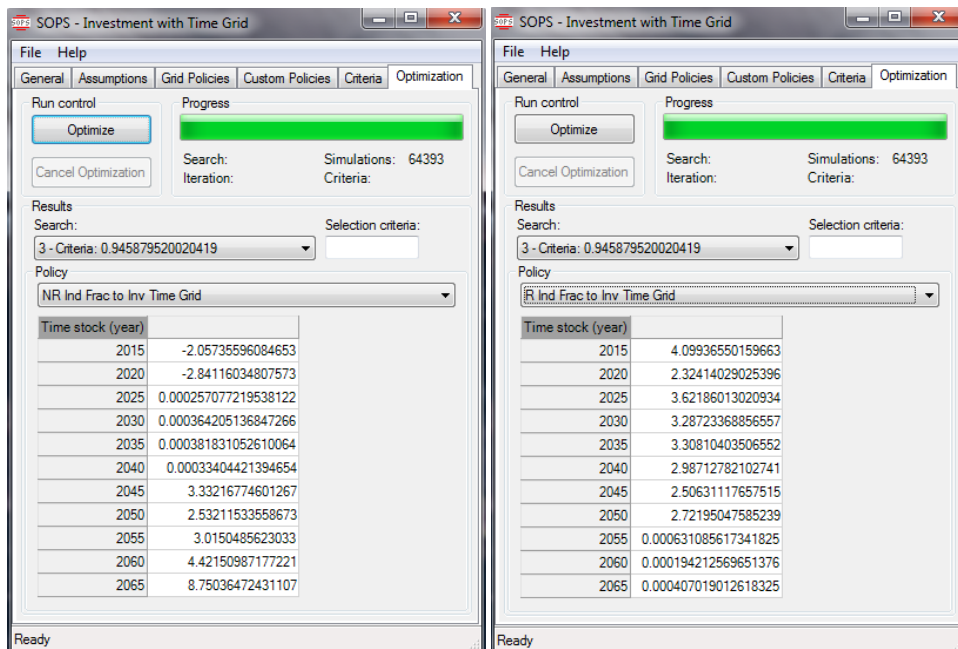 SOPS - Investment with Time Grid
File Help
General Assumptions Grid Policies Custom Policies Criteria Optimization
Run control
Progress
Optimize
Cancel Optimization
Search: Simulations: 64393
Iteration: Criteria:
Results
Search: Selection criteria:
3 - Criteria: 0.945879520020419
Policy
NR Ind Frac to Inv Time Grid
Time stock (year)
2015 -2.05735596084653
2020 -2.84116034807573
2025 0.000257077219538122
2030 0.000364205136847266
2035 0.000381831052610064
2040 0.00033404421394654
2045 3.33216774601267
2050 2.53211533558673
2055 3.0150485623033
2060 4.42150987177221
2065 8.75036472431107
Ready
SOPS - Investment with Time Grid
File Help
General Assumptions Grid Policies Custom Policies Criteria Optimization
Run control
Progress
Optimize
Cancel Optimization
Search: Simulations: 64393
Iteration: Criteria:
Results
Search: Selection criteria:
3 - Criteria: 0.945879520020419
Policy
R Ind Frac to Inv Time Grid
Time stock (year)
2015 4.09936550159663
2020 2.32414029025396
2025 3.62186013020934
2030 3.28723368856557
2035 3.30810403506552
2040 2.98712782102741
2045 2.50631117657515
2050 2.72195047585239
2055 0.000631085617341825
2060 0.000194212569651376
2065 0.000407019012618325
Ready